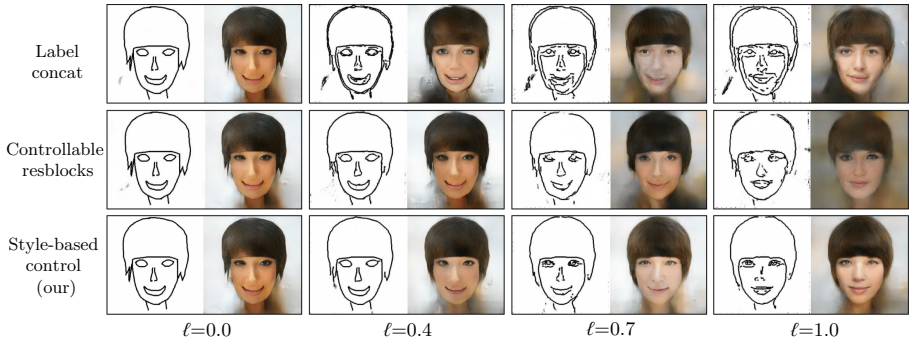 Label
concat
Controllable
resblocks
Style-based
control
(our)
ℓ=0.0
ℓ=0.4
ℓ=0.7
ℓ=1.0